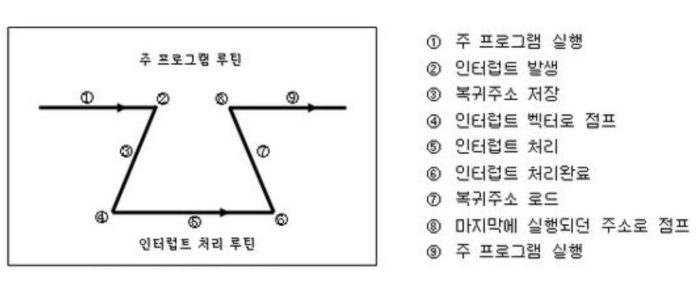 주 프로그램 루틴
① ② ⑧ ⑨
③ ⑦
④ ⑤ ⑥
인터럽트 처리 루틴
① 주 프로그램 실행
② 인터럽트 발생
③ 복귀주소 저장
④ 인터럽트 벡터로 점프
⑤ 인터럽트 처리
⑥ 인터럽트 처리완료
⑦ 복귀주소 로드
⑧ 마지막에 실행되던 주소로 점프
⑨ 주 프로그램 실행